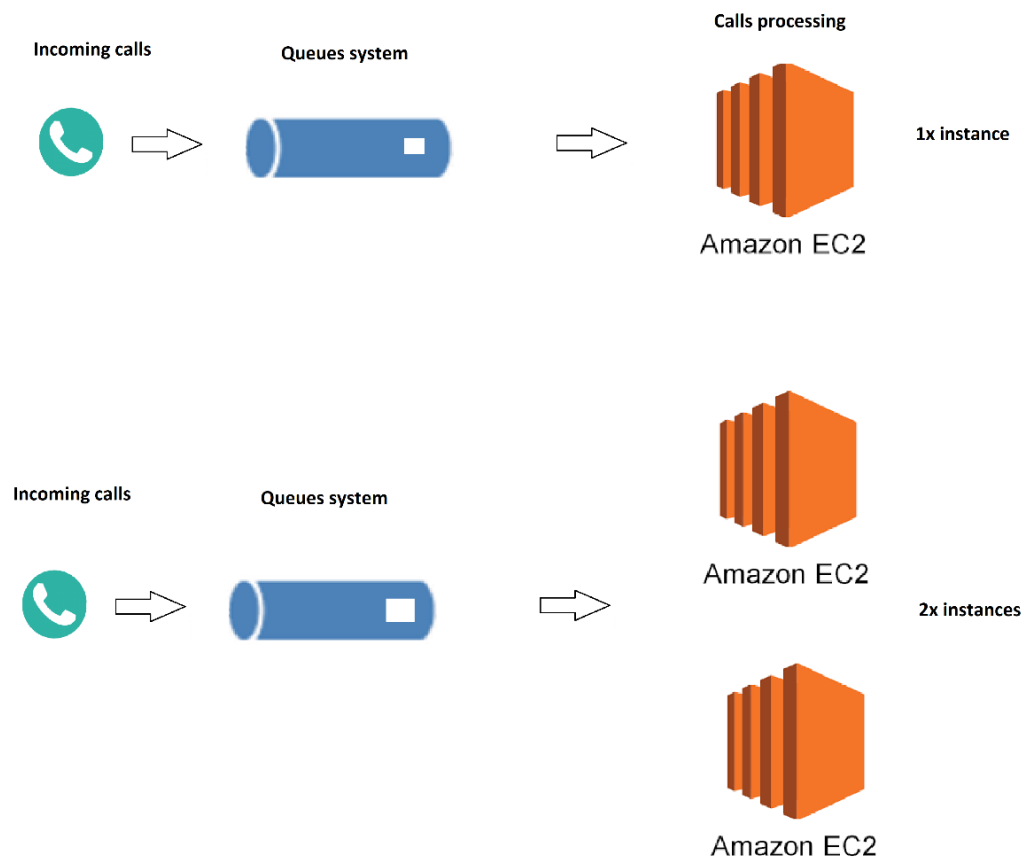 Calls processing
Incoming calls
Queues system
1x instance
Amazon EC2
Incoming calls
Queues system
Amazon EC2
2x instances
Amazon EC2